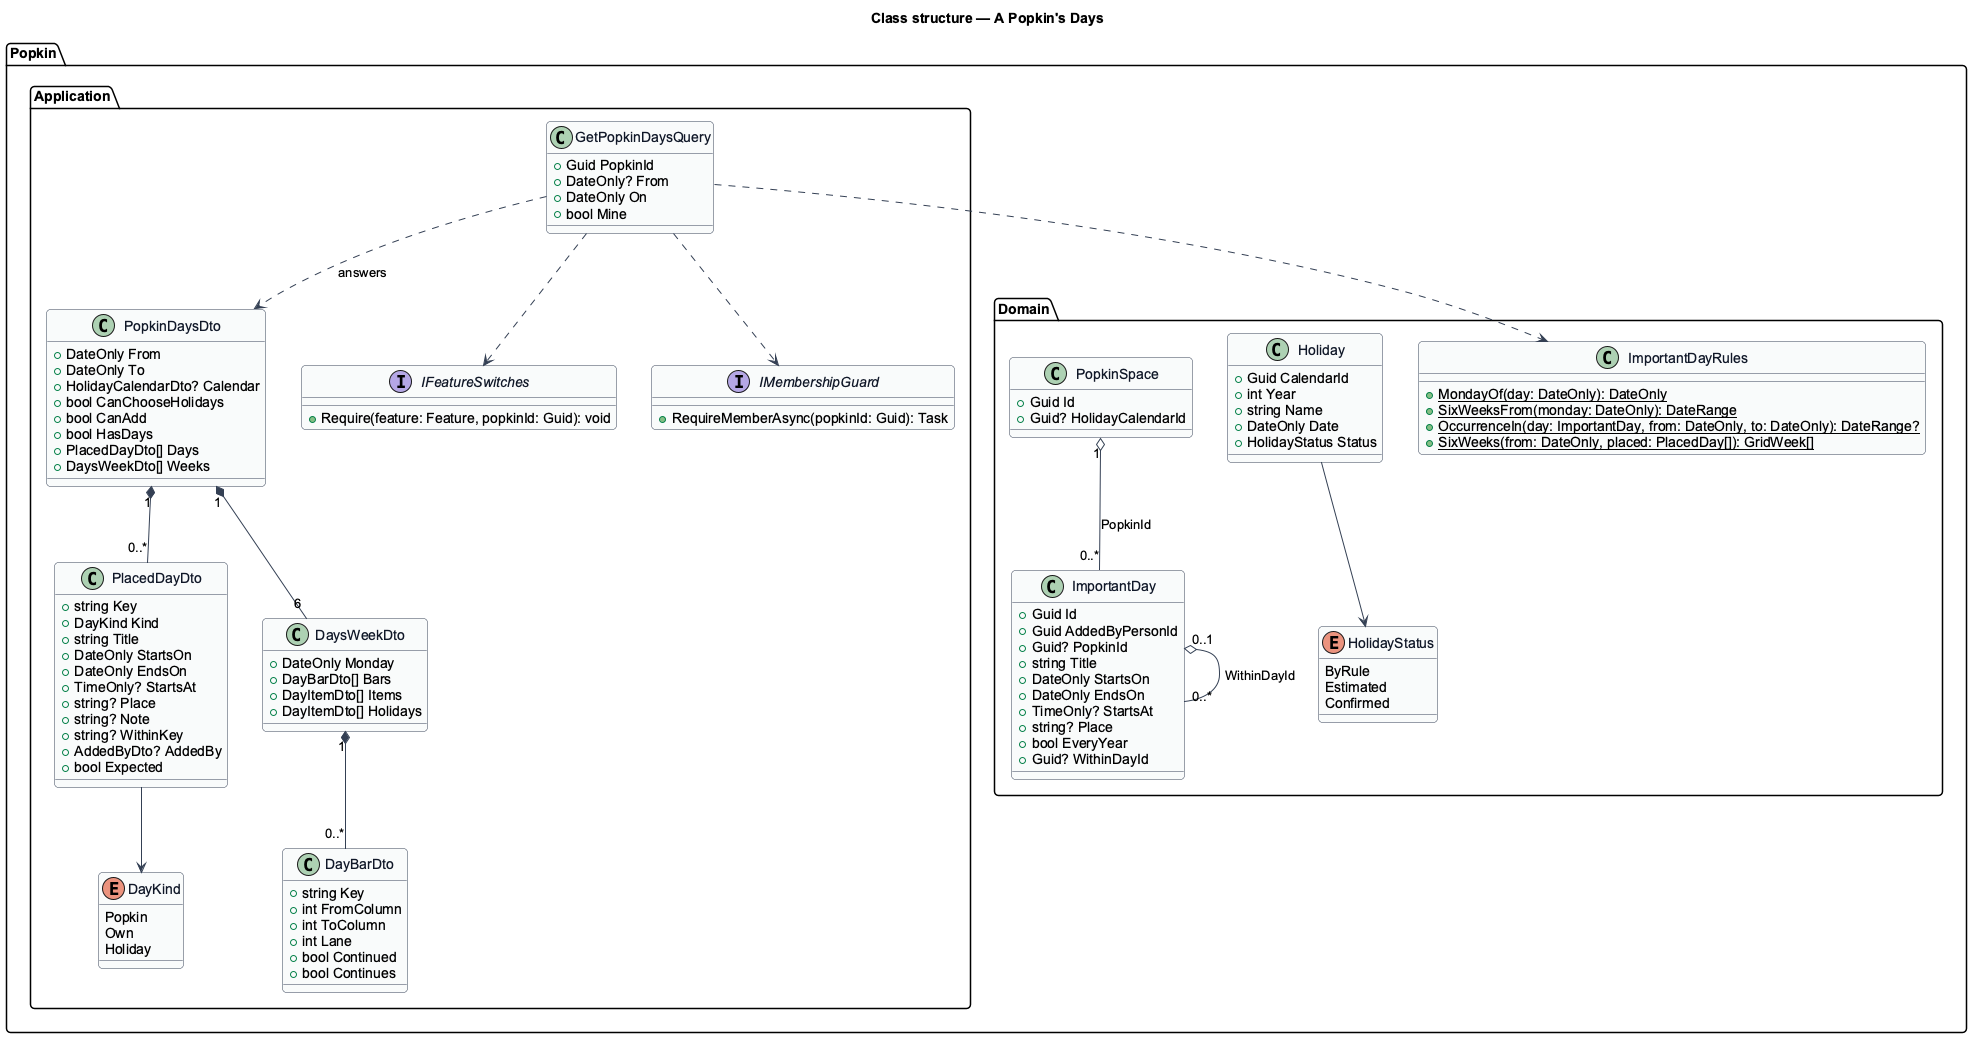 Class structure — A Popkin's Days
Popkin
Application
C GetPopkinDaysQuery
Guid PopkinId
DateOnly? From
DateOnly On
bool Mine
answers
C PopkinDaysDto
DateOnly From
DateOnly To
HolidayCalendarDto? Calendar
bool CanChooseHolidays
bool CanAdd
bool HasDays
PlacedDayDto[] Days
DaysWeekDto[] Weeks
I IFeatureSwitches
Require(feature: Feature, popkinId: Guid): void
I IMembershipGuard
RequireMemberAsync(popkinId: Guid): Task
1
1
0..*
6
C PlacedDayDto
string Key
DayKind Kind
string Title
DateOnly StartsOn
DateOnly EndsOn
TimeOnly? StartsAt
string? Place
string? Note
string? WithinKey
AddedByDto? AddedBy
bool Expected
C DaysWeekDto
DateOnly Monday
DayBarDto[] Bars
DayItemDto[] Items
DayItemDto[] Holidays
1
0..*
E DayKind
Popkin
Own
Holiday
C DayBarDto
string Key
int FromColumn
int ToColumn
int Lane
bool Continued
bool Continues
Domain
C PopkinSpace
Guid Id
Guid? HolidayCalendarId
C Holiday
Guid CalendarId
int Year
string Name
DateOnly Date
HolidayStatus Status
C ImportantDayRules
MondayOf(day: DateOnly): DateOnly
SixWeeksFrom(monday: DateOnly): DateRange
OccurrenceIn(day: ImportantDay, from: DateOnly, to: DateOnly): DateRange?
SixWeeks(from: DateOnly, placed: PlacedDay[]): GridWeek[]
1
PopkinId
0..*
C ImportantDay
Guid Id
Guid AddedByPersonId
Guid? PopkinId
string Title
DateOnly StartsOn
DateOnly EndsOn
TimeOnly? StartsAt
string? Place
bool EveryYear
Guid? WithinDayId
0..1
WithinDayId
0..*
E HolidayStatus
ByRule
Estimated
Confirmed